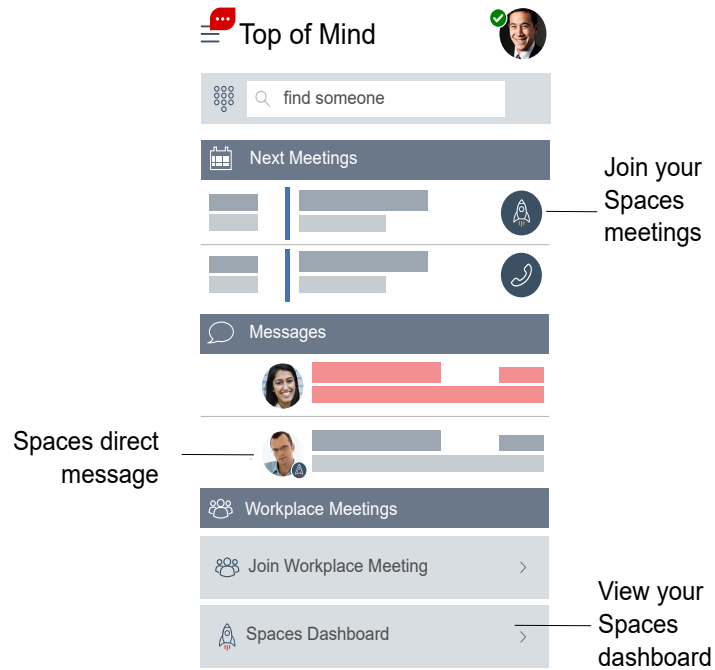 Top of Mind
find someone
Next Meetings
Join your
Spaces
meetings
Messages
Spaces direct
message
Workplace Meetings
Join Workplace Meeting
Spaces Dashboard
View your
Spaces
dashboard